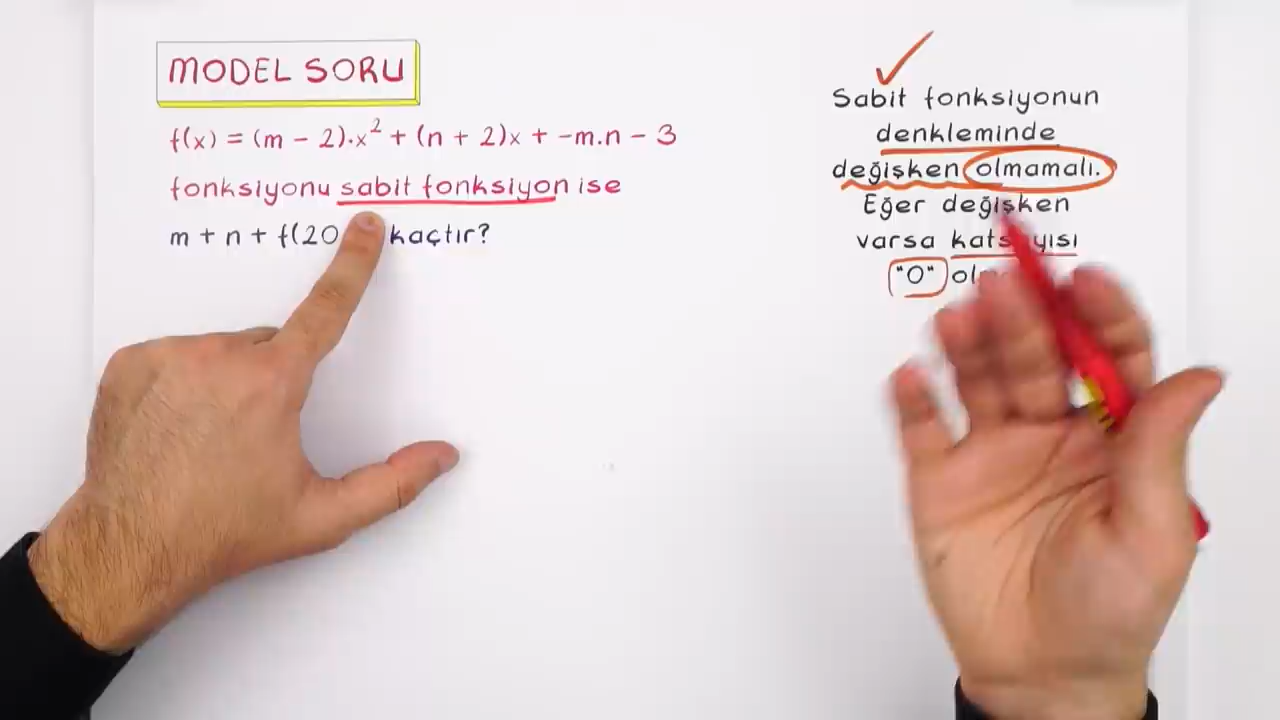 MODEL SORU
f(x) = (m - 2).x² + (n + 2)x + -m.n - 3
fonksiyonu sabit fonksiyon ise
m + n + f(20 kaçtır?
Sabit fonksiyonun
denkleminde
değişken olmamalı.
Eğer değişken
varsa katsayısı
"0"